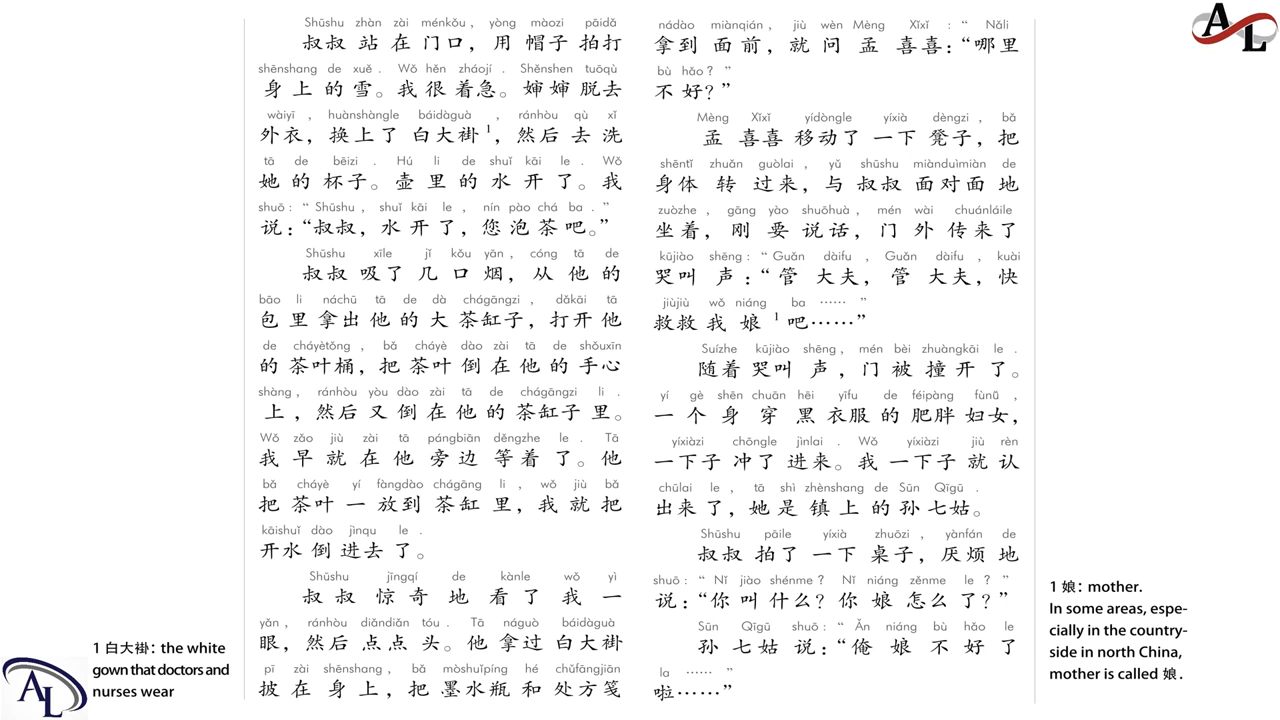 Shūshu zhàn zài ménkǒu , yòng màozi pāidǎ
叔叔站在门口，用帽子拍打
shēnshang de xuě . Wǒ hěn zháojí . Shěnshen tuōqù
身上的雪。我很着急。婶婶脱去
wàiyī , huànshàngle báidàguà , ránhòu qù xǐ
外衣，换上了白大褂1，然后去洗
tā de bēizi . Hú li de shuǐ kāi le . Wǒ
她的杯子。壶里的水开了。我
shuō : “ Shūshu , shuǐ kāi le , nín pào chá ba . ”
说：“叔叔，水开了，您泡茶吧。”
Shūshu xīle jǐ kǒu yān , cóng tā de
叔叔吸了几口烟，从他的
bāo li náchū tā de dà chágāngzi , dǎkāi tā
包里拿出他的大茶缸子，打开他
de cháyètǒng , bǎ cháyè dào zài tā de shǒuxīn
的茶叶桶，把茶叶倒在他的手心
shàng , ránhòu yòu dào zài tā de chágāngzi li .
上，然后又倒在他的茶缸子里。
Wǒ zǎo jiù zài tā pángbiān děngzhe le . Tā
我早就在他旁边等着了。他
bǎ cháyè yí fàngdào chágāng li , wǒ jiù bǎ
把茶叶一放到茶缸里，我就把
kāishuǐ dào jìnqu le .
开水倒进去了。
Shūshu jīngqí de kànle wǒ yì
叔叔惊奇地看了我一
yǎn , ránhòu diǎndiǎn tóu . Tā náguò báidàguà
眼，然后点点头。他拿过白大褂
pī zài shēnshang , bǎ mòshuǐpíng hé chǔfāngjiān
披在身上，把墨水瓶和处方笺
1 白大褂: the white
gown that doctors and
nurses wear
nádào miànqián , jiù wèn Mèng Xǐxǐ : “ Nǎli
拿到面前，就问孟喜喜：“哪里
bù hǎo ? ”
不好？”
Mèng Xǐxǐ yídòngle yíxià dèngzi , bǎ
孟喜喜移动了一下凳子，把
shēntǐ zhuǎn guòlai , yǔ shūshu miànduìmiàn de
身体转过来，与叔叔面对面地
zuòzhe , gāng yào shuōhuà , mén wài chuánláile
坐着，刚要说话，门外传来了
kūjiào shēng : “ Guǎn dàifu , Guǎn dàifu , kuài
哭叫声：“管大夫，管大夫，快
jiùjiù wǒ niáng ba …… ”
救救我娘1吧……”
Suízhe kūjiào shēng , mén bèi zhuàngkāi le .
随着哭叫声，门被撞开了。
yí gè shēn chuān hēi yīfu de féipàng fùnǚ ,
一个身穿黑衣服的肥胖妇女，
yíxiàzi chōngle jìnlai . Wǒ yíxiàzi jiù rèn
一下子冲了进来。我一下子就认
chūlai le , tā shì zhènshang de Sūn Qīgū .
出来了，她是镇上的孙七姑。
Shūshu pāile yíxià zhuōzi , yànfán de
叔叔拍了一下桌子，厌烦地
shuō : “ Nǐ jiào shénme ? Nǐ niáng zěnme le ? ”
说：“你叫什么？你娘怎么了？”
Sūn Qīgū shuō : “ Ǎn niáng bù hǎo le
孙七姑说：“俺娘不好了
la …… ”
啦……”
1 娘: mother.
In some areas, espe-
cially in the country-
side in north China,
mother is called 娘.
AL
AL